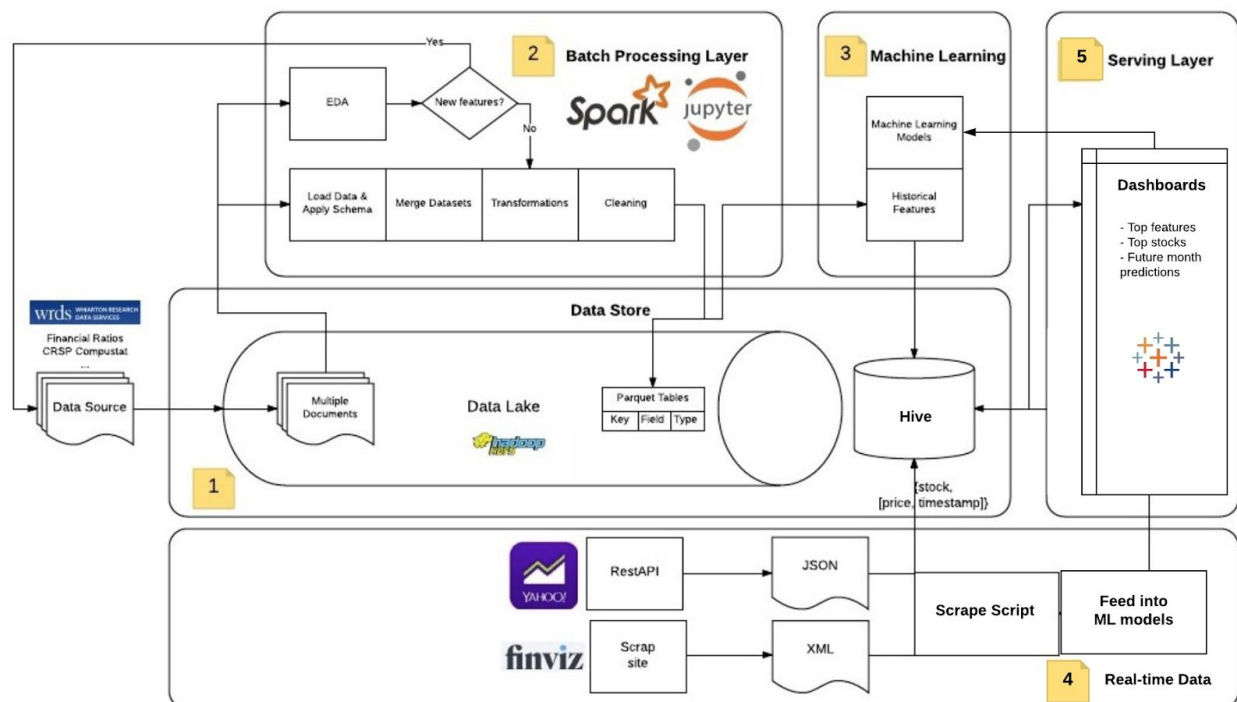 Yes
2
Batch Processing Layer
Spark
jupyter
EDA
New features?
No
Load Data &
Apply Schema
Merge Datasets
Transformations
Cleaning
3
Machine Learning
Machine Learning
Models
Historical
Features
5
Serving Layer
Dashboards
- Top features
- Top stocks
- Future month
predictions
wrds
WHARTON RESEARCH
DATA SERVICES
Financial Ratios
CRSP Compustat
...
Data Source
Data Store
Multiple
Documents
Data Lake
hadoop
HDFS
Parquet Tables
Key
Field
Type
Hive
1
{stock,
[price, timestamp]}
YAHOO!
RestAPI
JSON
finviz
Scrap
site
XML
Scrape Script
Feed into
ML models
4
Real-time Data